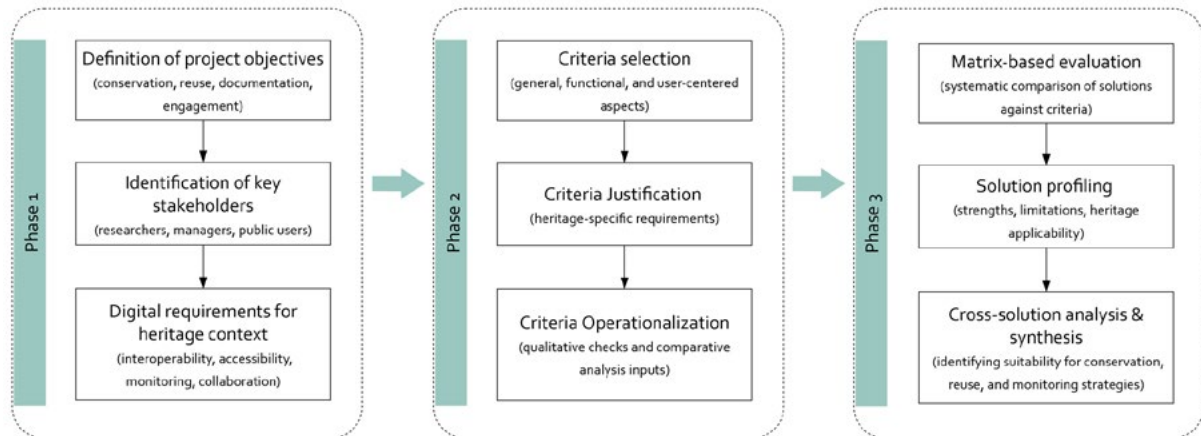 Phase 1
Definition of project objectives
(conservation, reuse, documentation,
engagement)
Identification of key
stakeholders
(researchers, managers, public users)
Digital requirements for
heritage context
(interoperability, accessibility,
monitoring, collaboration)
Phase 2
Criteria selection
(general, functional, and user-centered
aspects)
Criteria Justification
(heritage-specific requirements)
Criteria Operationalization
(qualitative checks and comparative
analysis inputs)
Phase 3
Matrix-based evaluation
(systematic comparison of solutions
against criteria)
Solution profiling
(strengths, limitations, heritage
applicability)
Cross-solution analysis &
synthesis
(identifying suitability for conservation,
reuse, and monitoring strategies)